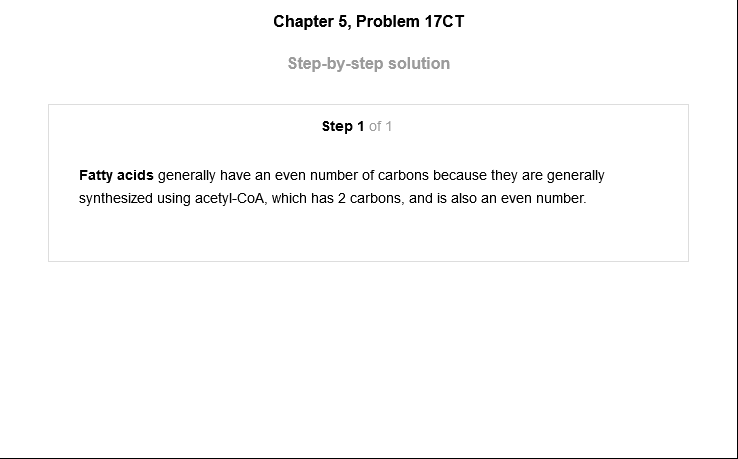 Chapter 5, Problem 17CT
Step-by-step solution
Step 1 of 1
Fatty acids generally have an even number of carbons because they are generally
synthesized using acetyl-CoA, which has 2 carbons, and is also an even number.